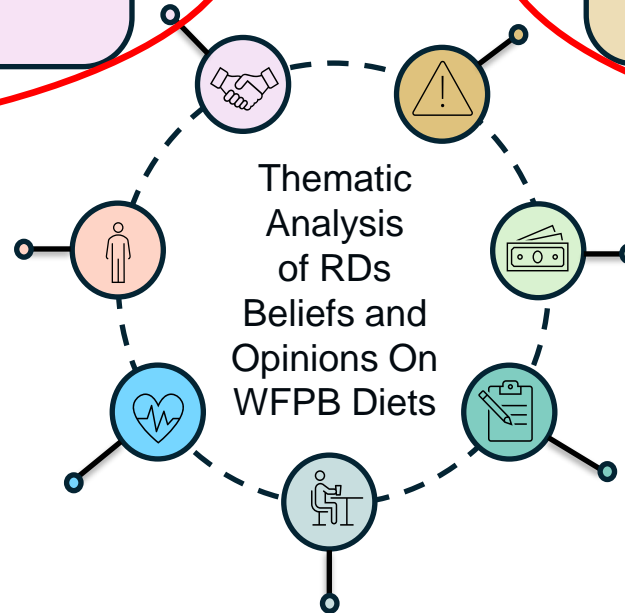 Thematic
Analysis
of RDs
Beliefs and
Opinions On
WFPB Diets